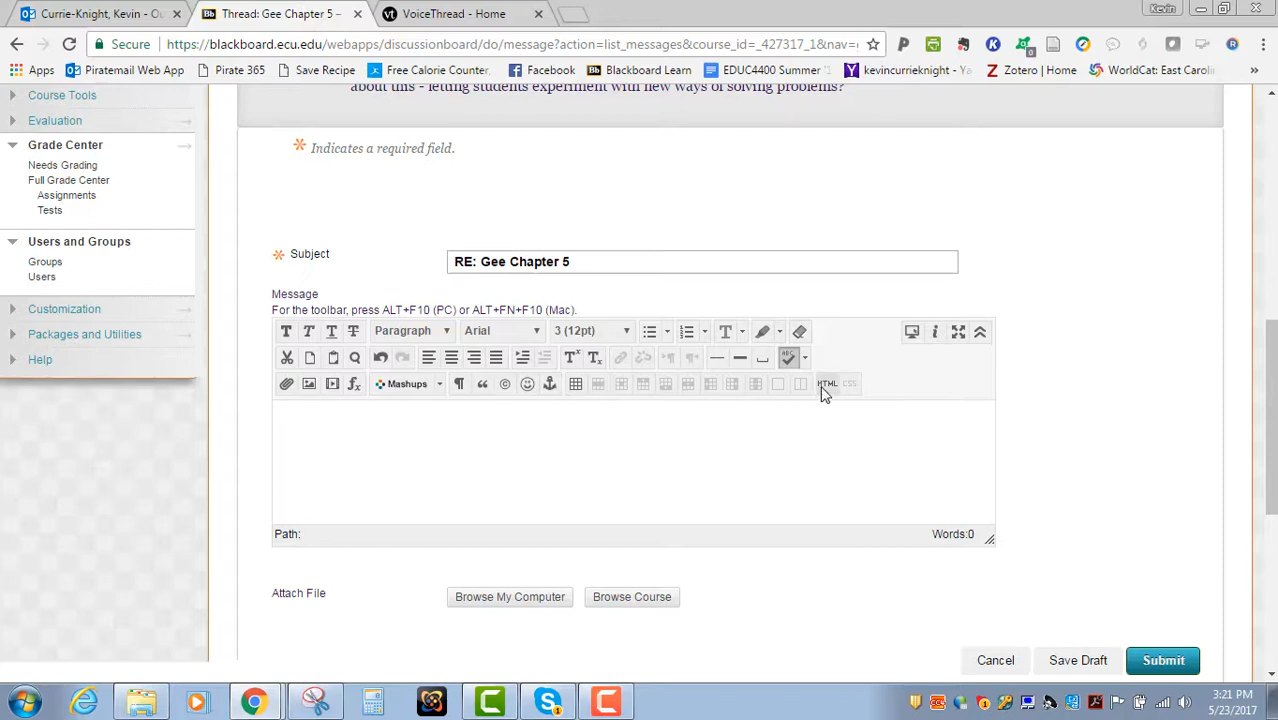 Currie-Knight, Kevin - O
Thread: Gee Chapter 5 –
VoiceThread - Home
Kevin
Secure
https://blackboard.ecu.edu/webapps/discussionboard/do/message?action=list_messages&course_id=_427317_1&nav=
Apps
Piratemail Web App
Pirate 365
Save Recipe
Free Calorie Counter,
Facebook
Blackboard Learn
EDUC4400 Summer '1
kevincurrieknight - Ya
Zotero | Home
WorldCat: East Caroli
»
Course Tools
Evaluation
Grade Center
Needs Grading
Full Grade Center
Assignments
Tests
Users and Groups
Groups
Users
Customization
Packages and Utilities
Help
about this - letting students experiment with new ways of solving problems?
Indicates a required field.
Subject
RE: Gee Chapter 5
Message
For the toolbar, press ALT+F10 (PC) or ALT+FN+F10 (Mac).
T T T T Paragraph Arial 3 (12pt)
Mashups
HTML CSS
Path:
Words:0
Attach File
Browse My Computer
Browse Course
Cancel
Save Draft
Submit
3:21 PM
5/23/2017